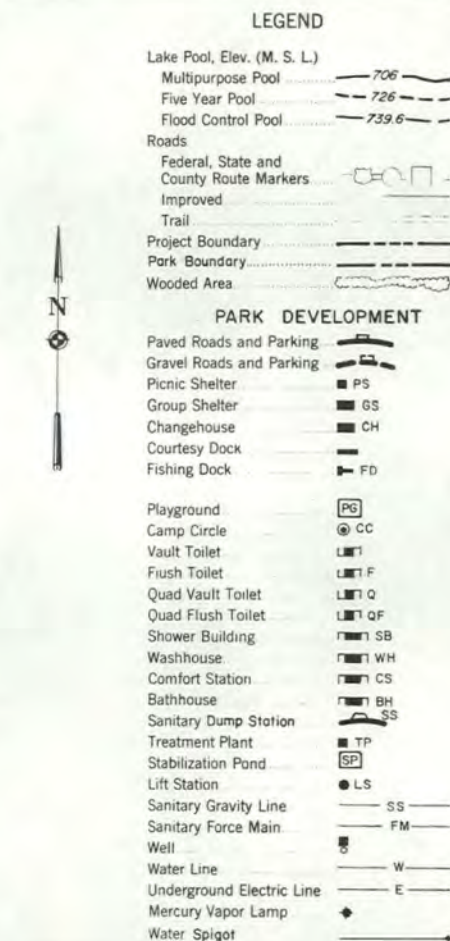 LEGEND
Lake Pool, Elev. (M. S. L.)
Multipurpose Pool 706
Five Year Pool 726
Flood Control Pool 739.6
Roads
Federal, State and
County Route Markers
Improved
Trail
Project Boundary
Park Boundary
Wooded Area
N
PARK DEVELOPMENT
Paved Roads and Parking
Gravel Roads and Parking
Picnic Shelter PS
Group Shelter GS
Changehouse CH
Courtesy Dock
Fishing Dock FD
Playground PG
Camp Circle CC
Vault Toilet
Flush Toilet F
Quad Vault Toilet Q
Quad Flush Toilet QF
Shower Building SB
Washhouse WH
Comfort Station CS
Bathhouse BH
Sanitary Dump Station SS
Treatment Plant TP
Stabilization Pond SP
Lift Station LS
Sanitary Gravity Line SS
Sanitary Force Main FM
Well
Water Line W
Underground Electric Line E
Mercury Vapor Lamp
Water Spigot